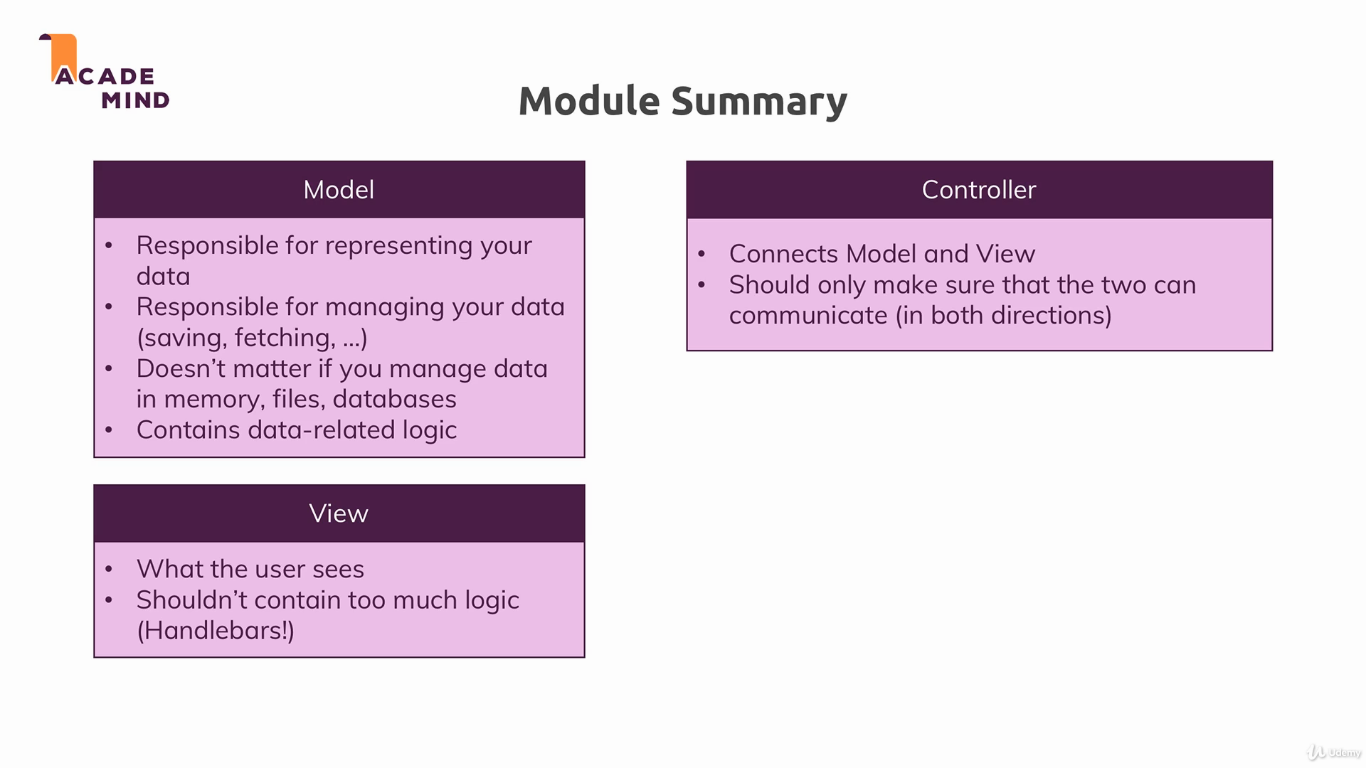 ACADE
MIND
Module Summary
Model
• Responsible for representing your
data
• Responsible for managing your data
(saving, fetching, ...)
• Doesn’t matter if you manage data
in memory, files, databases
• Contains data-related logic
View
• What the user sees
• Shouldn’t contain too much logic
(Handlebars!)
Controller
• Connects Model and View
• Should only make sure that the two can
communicate (in both directions)
Udemy